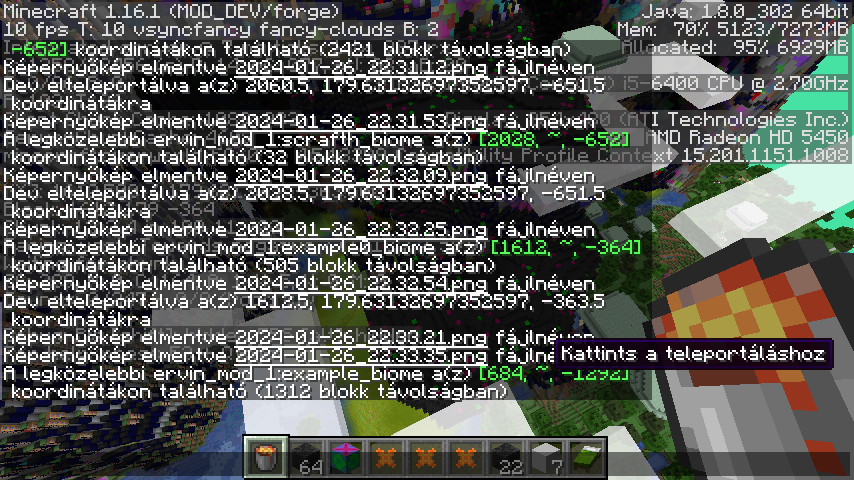 Minecraft 1.16.1 (MOD_DEV/forge)
Java: 1.8.0_302 64bit
10 fps T: 10 vsyncfancy fancy-clouds B: 2
Mem: 70% 5123/7273MB
Allocated: 95% 6929MB
-652] koordinátákon található (2421 blokk távolságban)
Képernyőkép elmentve 2024-01-26_22.31.12.png fájlnéven
Dev elteleportálva a(z) 2060.5, 179.63132697352597, -651.5
i5-6400 CPU @ 2.70GHz
koordinátákra
Képernyőkép elmentve 2024-01-26_22.31.53.png fájlnéven
(ATI Technologies Inc.)
A legközelebbi ervin_mod_1:scrafth_biome a(z) [2028, ~, -652]
AMD Radeon HD 5450
koordinátákon található (32 blokk távolságban)
ity Profile Context 15.201.1151.1008
Képernyőkép elmentve 2024-01-26_22.32.09.png fájlnéven
Dev elteleportálva a(z) 2028.5, 179.63132697352597, -651.5
koordinátákra
-364
Képernyőkép elmentve 2024-01-26_22.32.25.png fájlnéven
A legközelebbi ervin_mod_1:example0_biome a(z) [1612, ~, -364]
koordinátákon található (505 blokk távolságban)
Képernyőkép elmentve 2024-01-26_22.32.54.png fájlnéven
Dev elteleportálva a(z) 1612.5, 179.63132697352597, -363.5
koordinátákra
Képernyőkép elmentve 2024-01-26_22.33.21.png fájlnéven
Képernyőkép elmentve 2024-01-26_22.33.35.png fájlné
Kattints a teleportáláshoz
A legközelebbi ervin_mod_1:example_biome a(z) [684, ~, -1292]
koordinátákon található (1312 blokk távolságban)
64
22
7